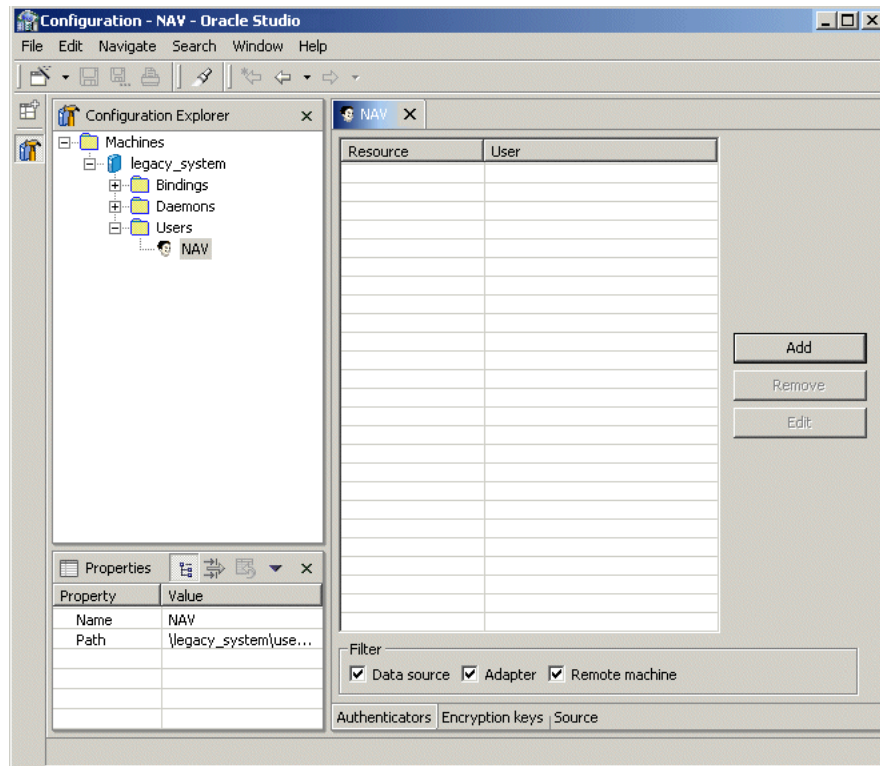 Configuration - NAV - Oracle Studio
File Edit Navigate Search Window Help
Configuration Explorer
Machines
legacy_system
Bindings
Daemons
Users
NAV
NAV
Resource User
Add
Remove
Edit
Properties
Property Value
Name NAV
Path \legacy_system\use...
Filter
Data source Adapter Remote machine
Authenticators Encryption keys Source